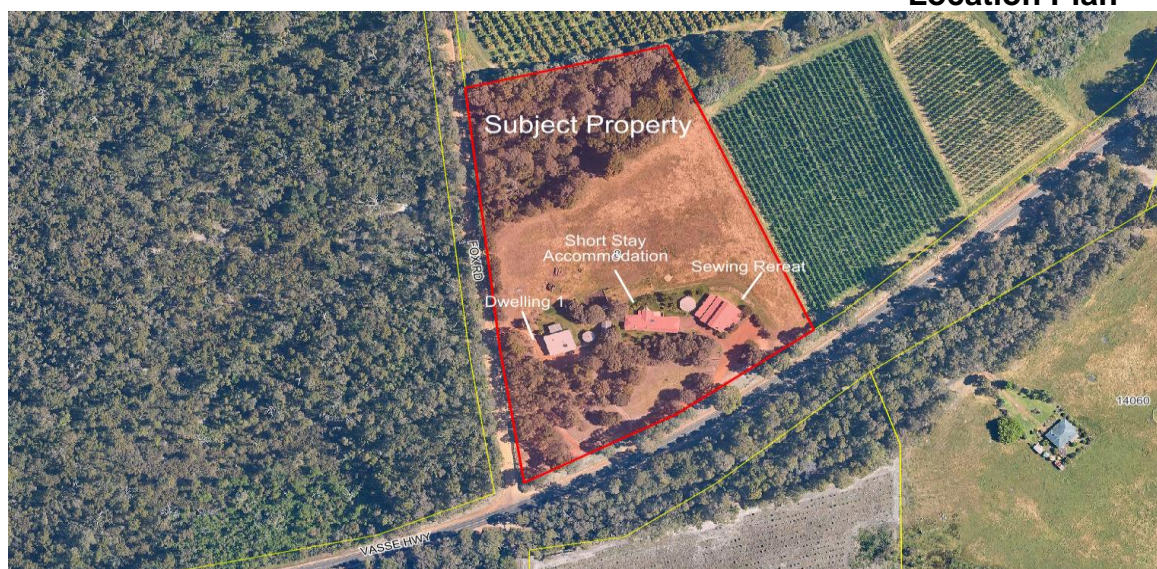 Location Plan
Subject Property
Short Stay
&
Accommodation
Sewing Rereat
Dwelling 1
FOX RD
14060
VASSE HWY